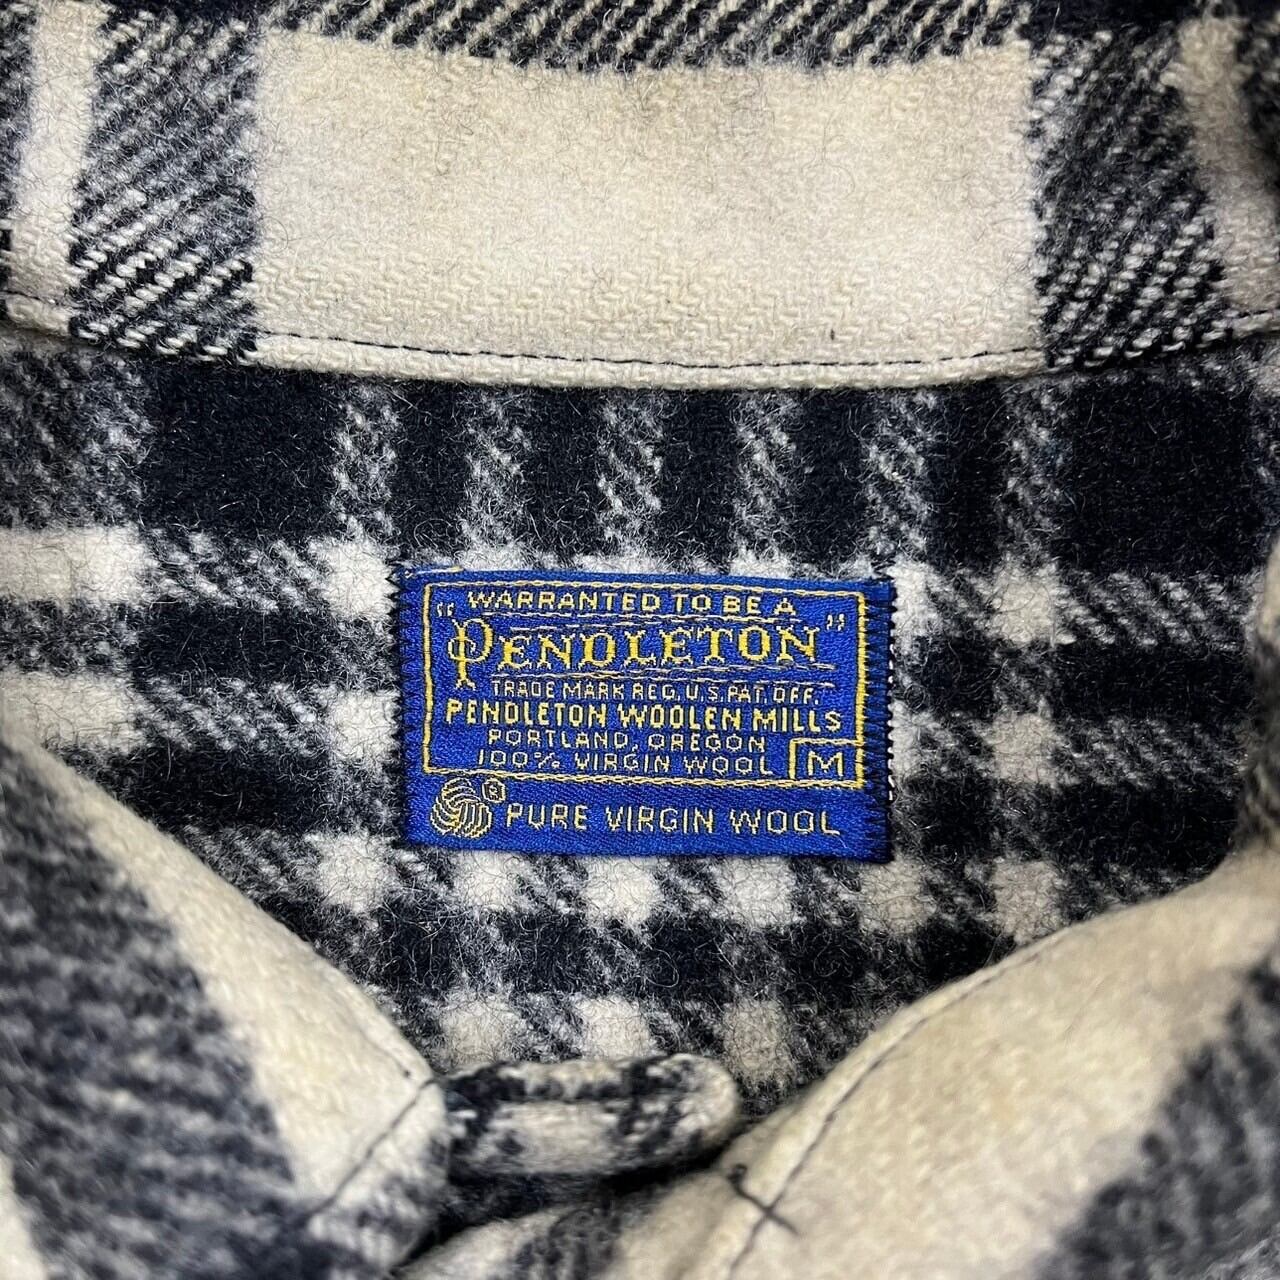 WARRANTED TO BE A
"PENDLETON"
TRADE MARK REG. U.S. PAT. OFF.
PENDLETON WOOLEN MILLS
PORTLAND, OREGON
100% VIRGIN WOOL M
® PURE VIRGIN WOOL